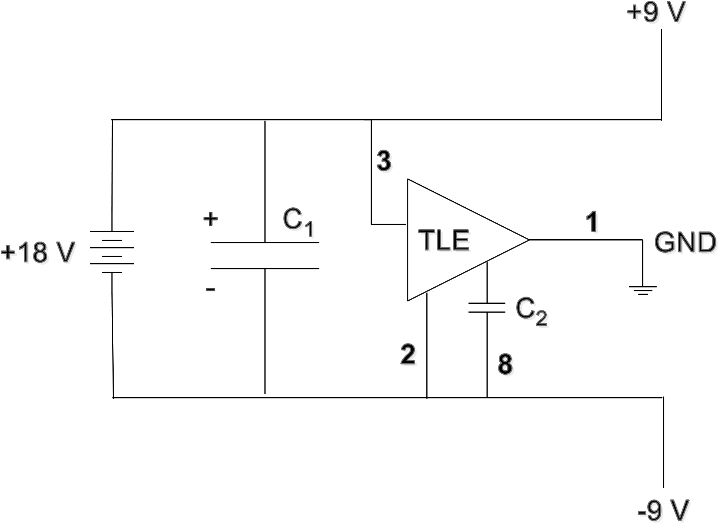 +9 V
3
+
C₁
1
+18 V
TLE
GND
-
C₂
2
8
-9 V